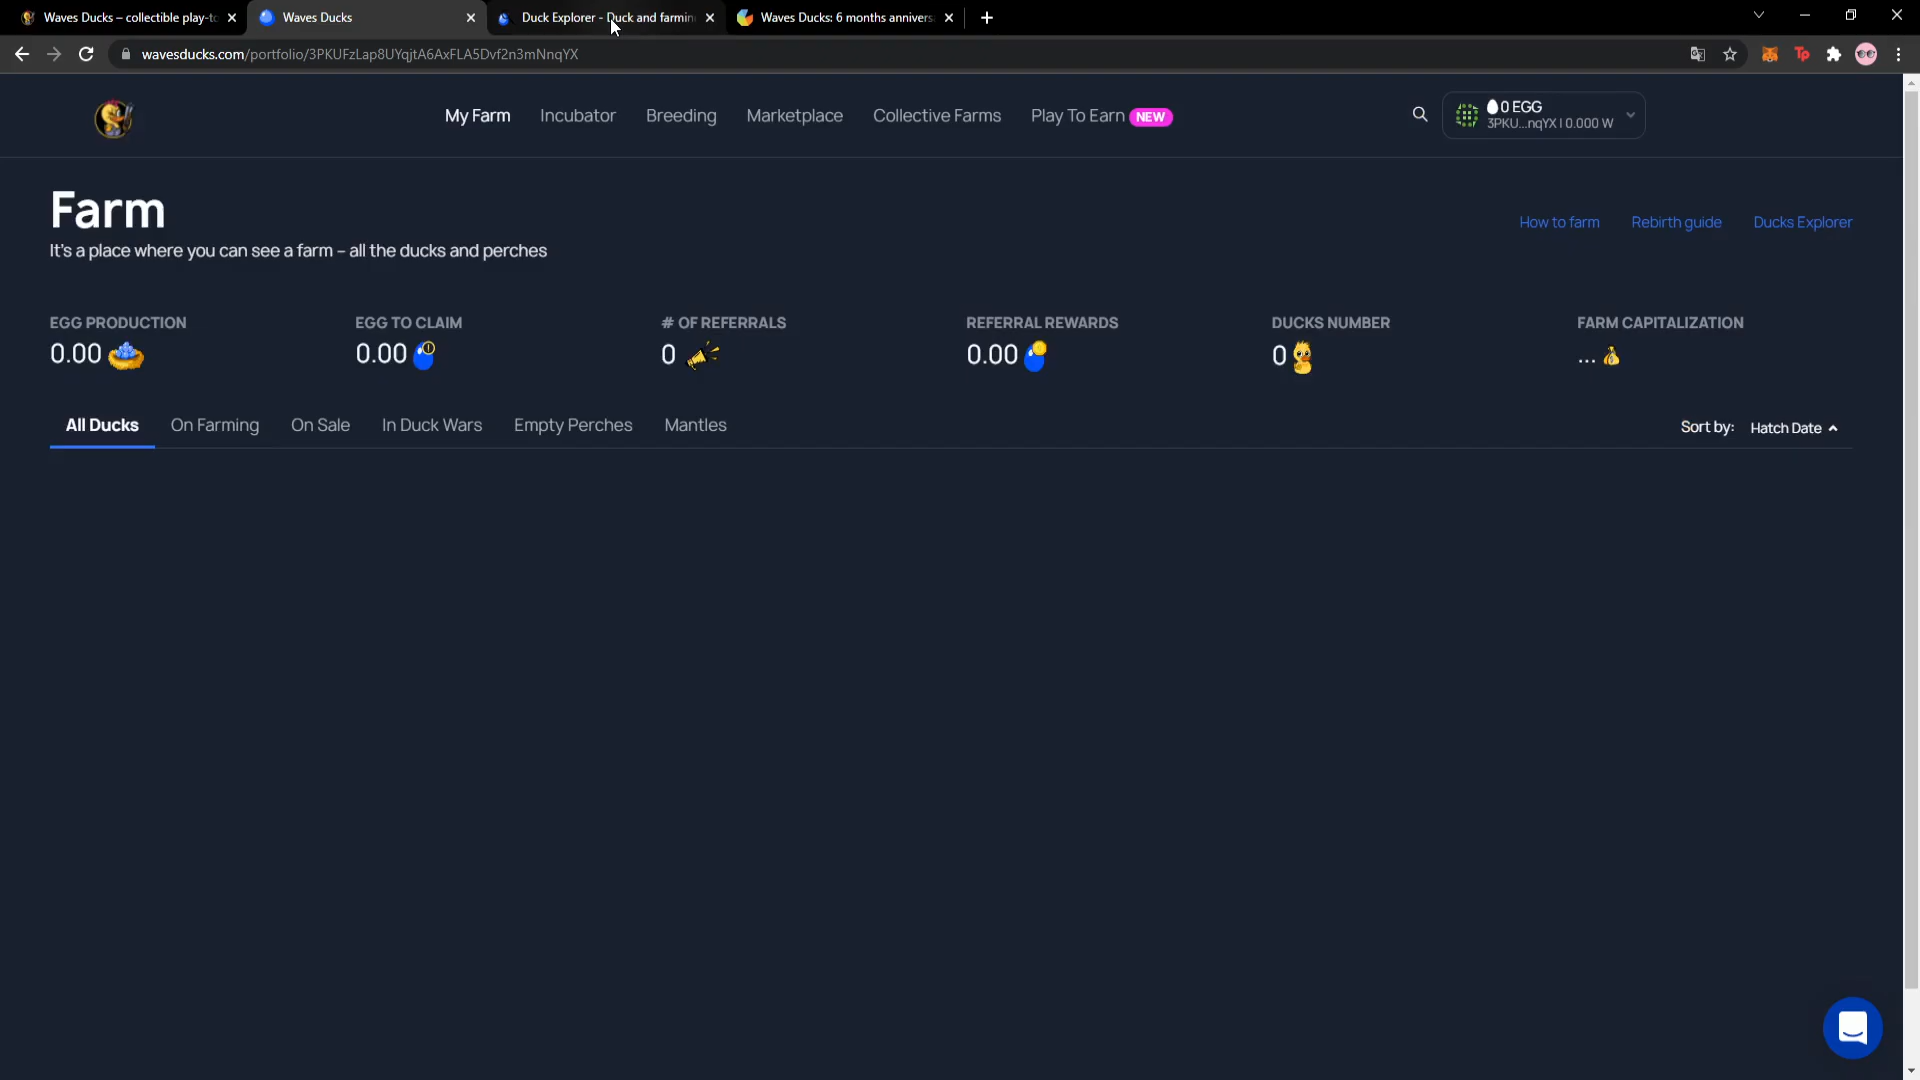 Waves Ducks – collectible play-to
Waves Ducks
Duck Explorer - Duck and farmin
Waves Ducks: 6 months annivers
wavesducks.com/portfolio/3PKUFzLap8UYqjtA6AxFLA5Dvf2n3mNnqYX
My Farm
Incubator
Breeding
Marketplace
Collective Farms
Play To Earn NEW
0 EGG
3PKU...nqYX | 0.000 W
Farm
It's a place where you can see a farm – all the ducks and perches
How to farm
Rebirth guide
Ducks Explorer
EGG PRODUCTION
0.00
EGG TO CLAIM
0.00
# OF REFERRALS
0
REFERRAL REWARDS
0.00
DUCKS NUMBER
0
FARM CAPITALIZATION
...
All Ducks
On Farming
On Sale
In Duck Wars
Empty Perches
Mantles
Sort by: Hatch Date